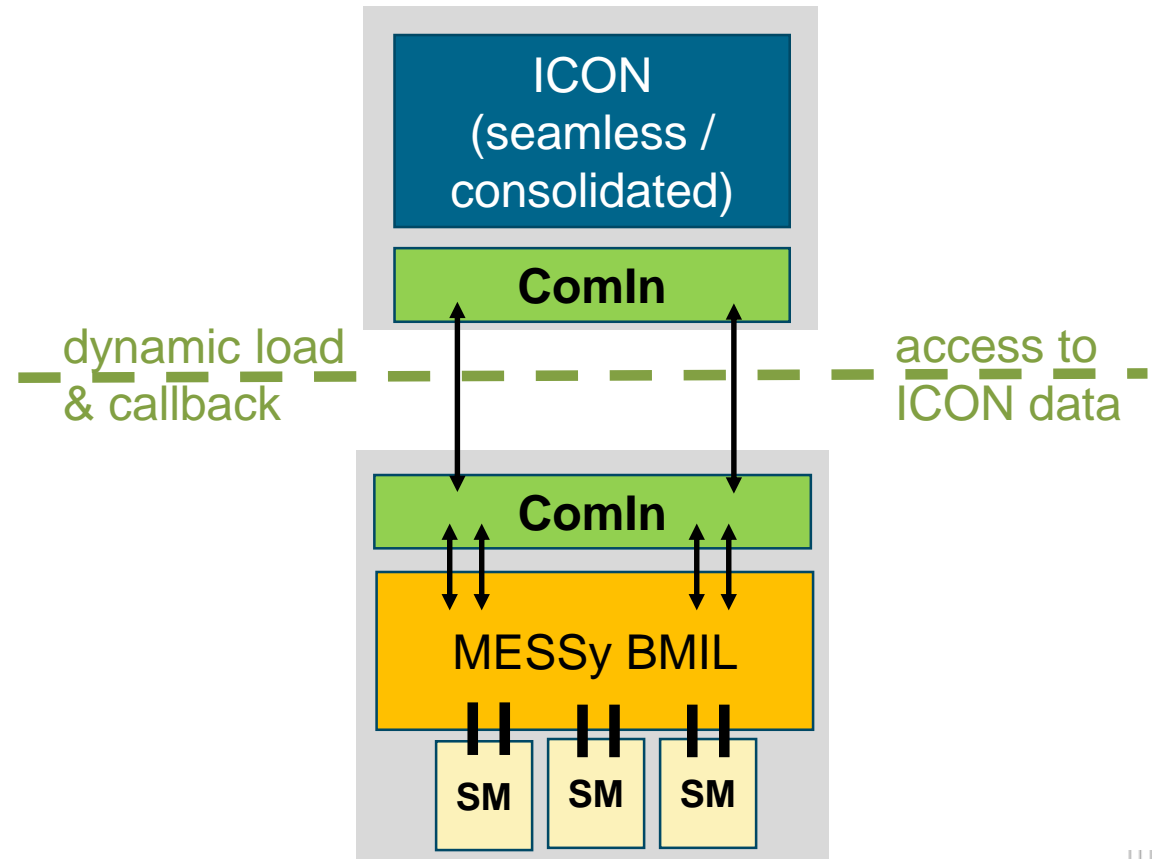 ICON
(seamless /
consolidated)
ComIn
dynamic load
& callback
access to
ICON data
ComIn
MESSy BMIL
SM
SM
SM